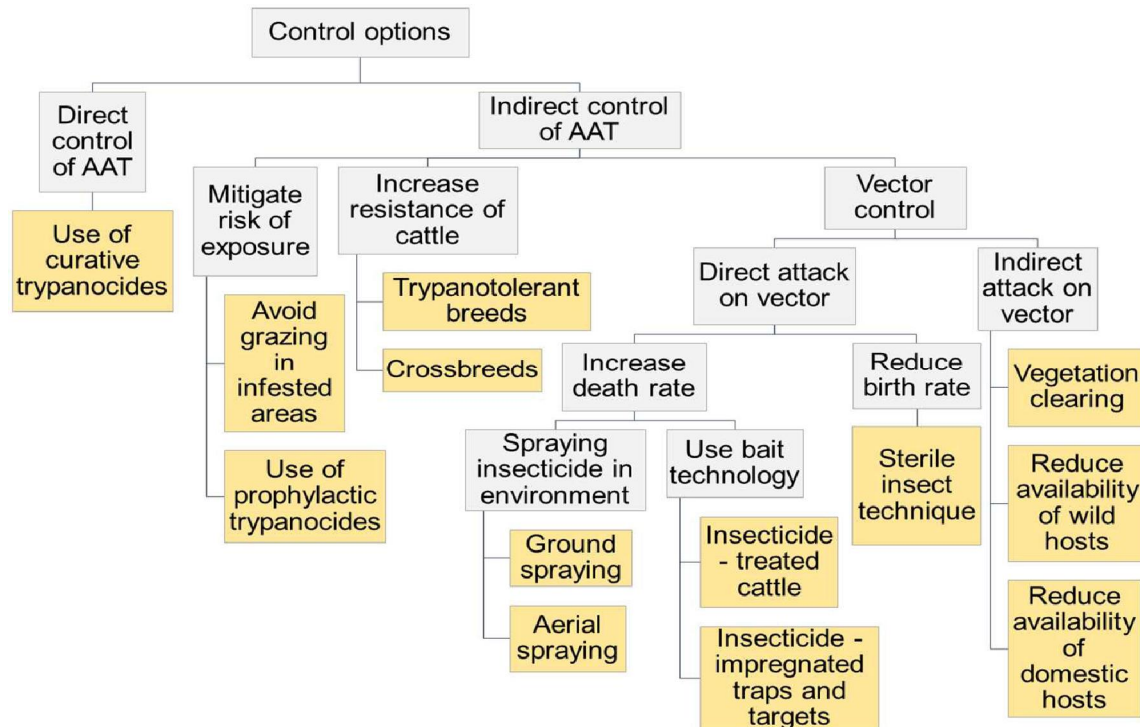 Control options
Direct
control
of AAT
Indirect control
of AAT
Use of
curative
trypanocides
Mitigate
risk of
exposure
Increase
resistance of
cattle
Vector
control
Avoid
grazing
in
infested
areas
Use of
prophylactic
trypanocides
Trypanotolerant
breeds
Crossbreeds
Direct attack
on vector
Indirect
attack on
vector
Increase
death rate
Reduce
birth rate
Spraying
insecticide in
environment
Use bait
technology
Ground
spraying
Aerial
spraying
Insecticide
- treated
cattle
Insecticide -
impregnated
traps and
targets
Sterile
insect
technique
Vegetation
clearing
Reduce
availability
of wild
hosts
Reduce
availability
of
domestic
hosts